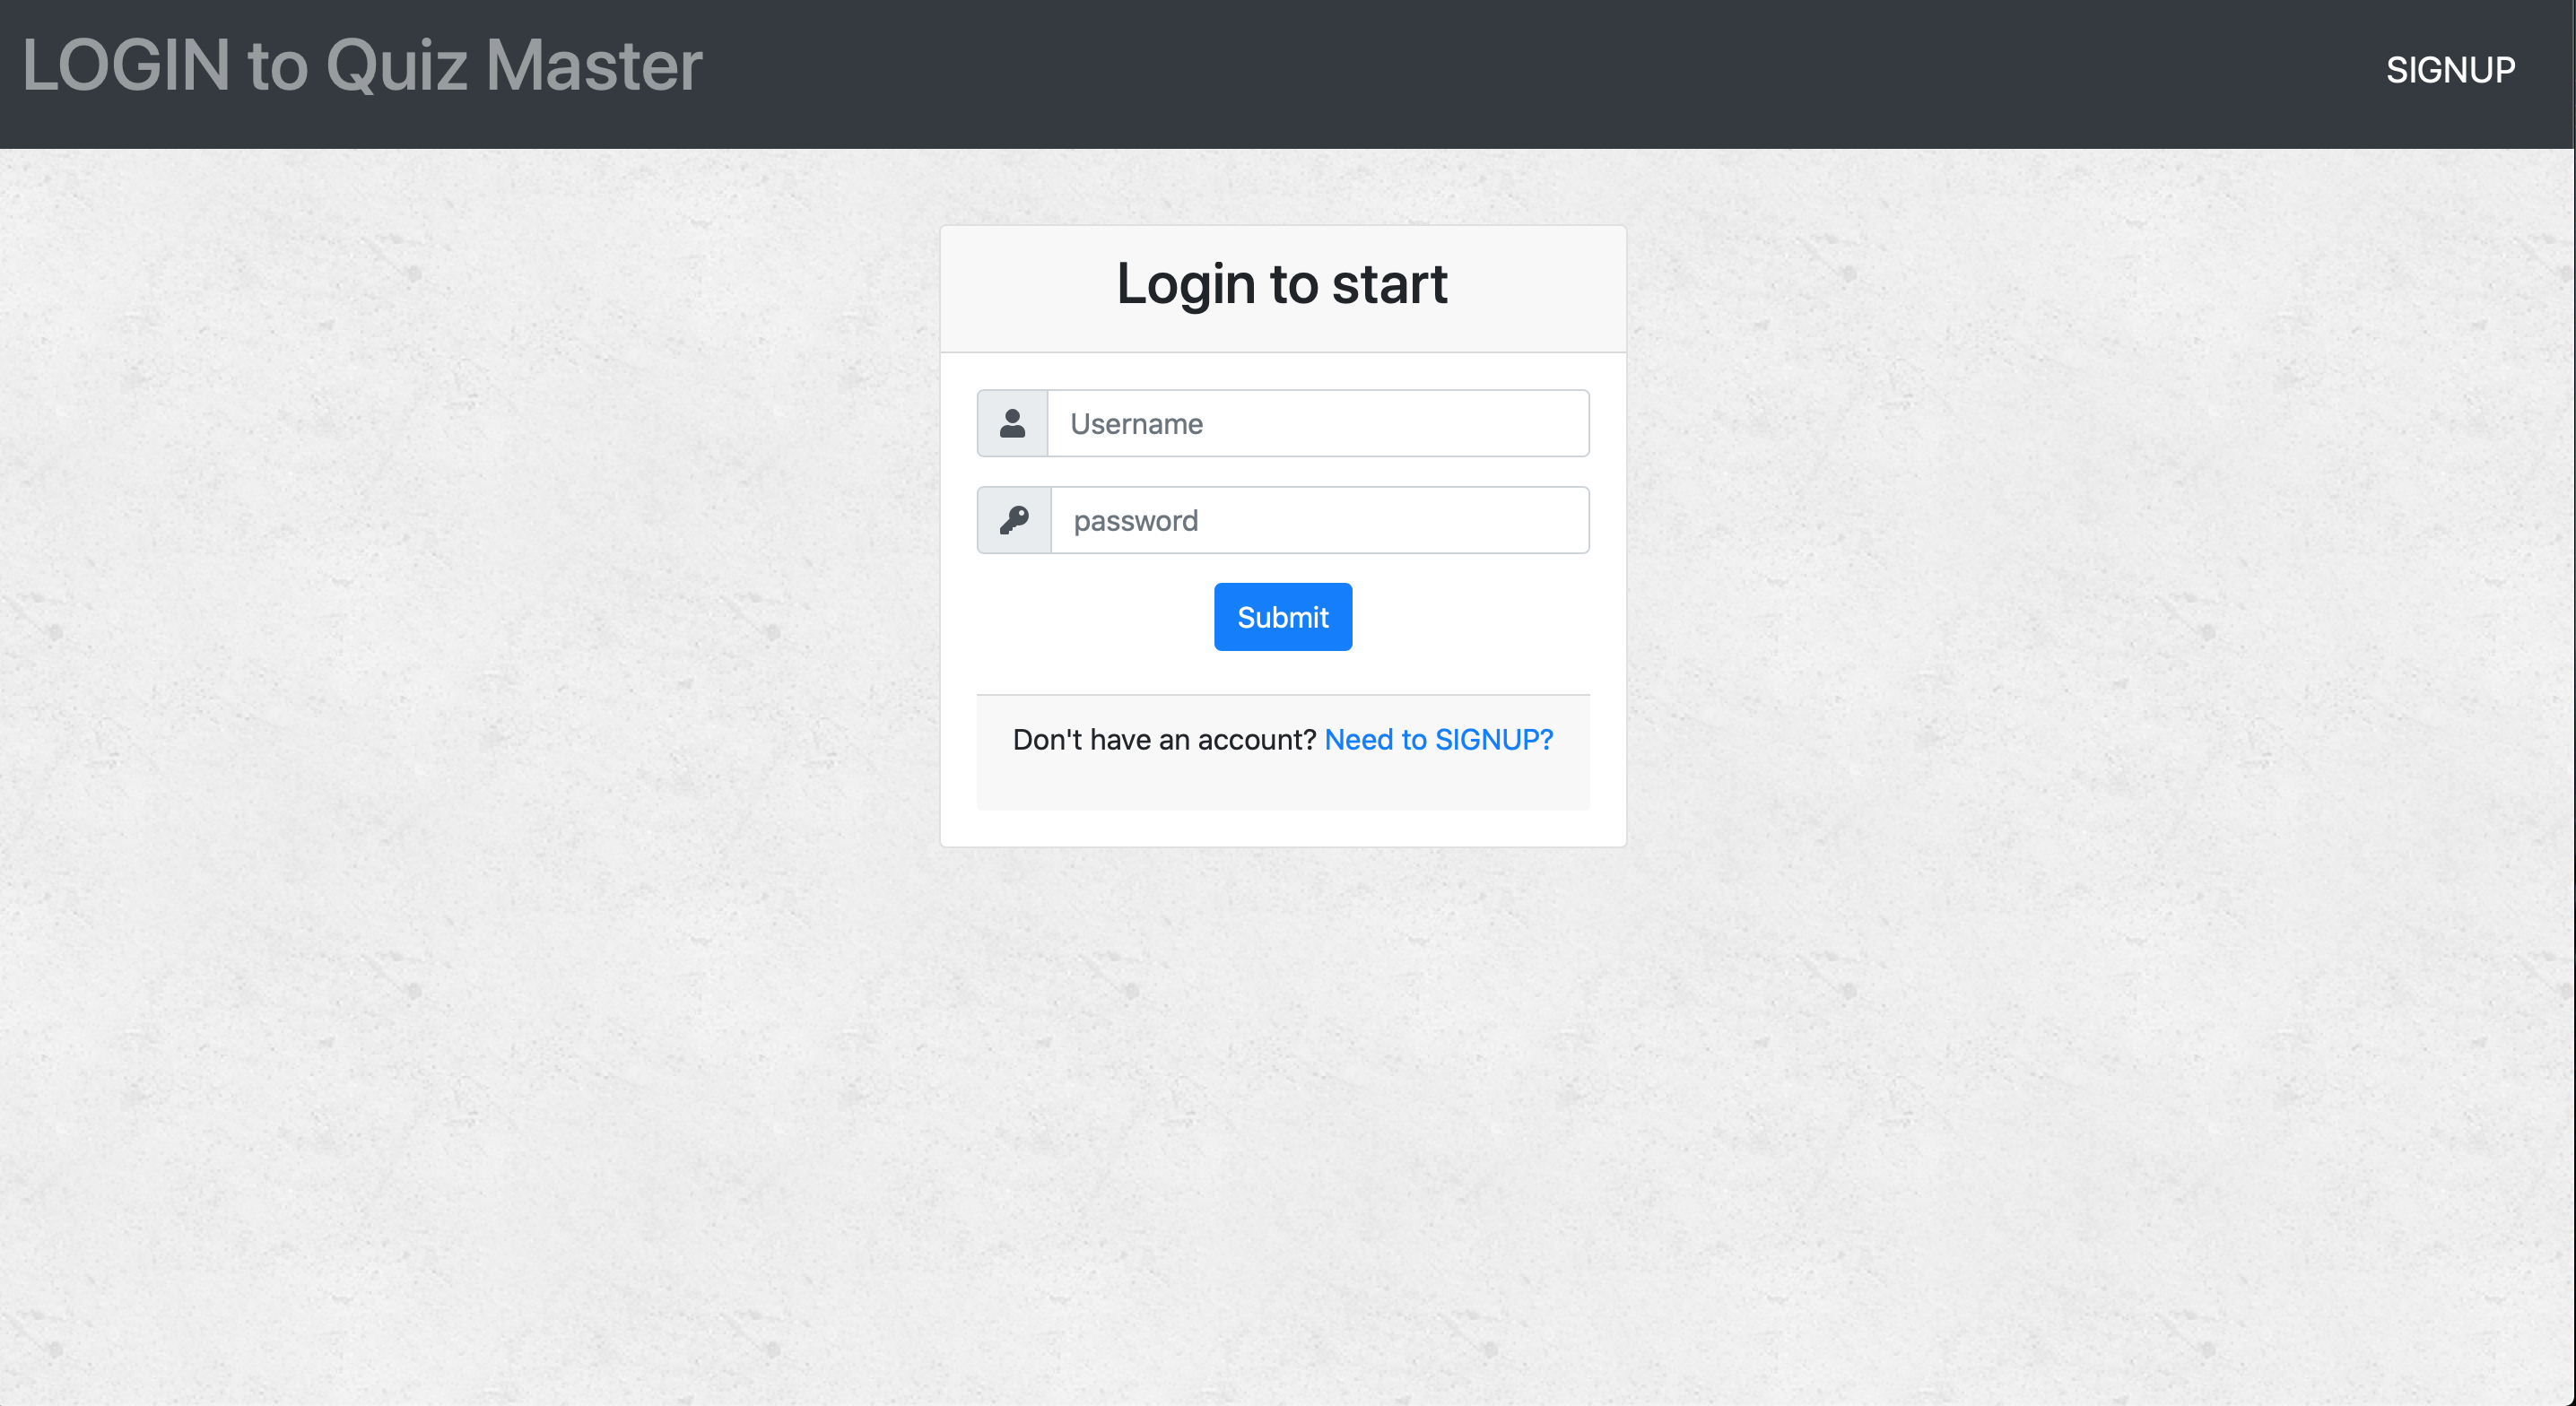 LOGIN to Quiz Master
SIGNUP
Login to start
Username
password
Submit
Don't have an account? Need to SIGNUP?